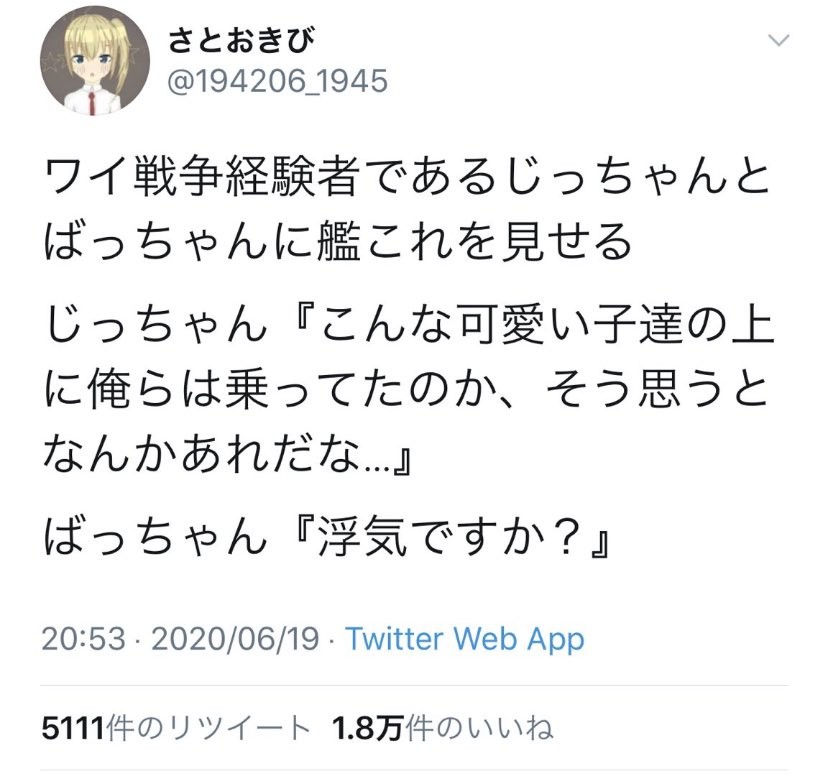 さとおきび
@194206_1945
ワイ戦争経験者であるじっちゃんと
ばっちゃんに艦これを見せる
じっちゃん『こんな可愛い子達の上
に俺らは乗ってたのか、そう思うと
なんかあれだな...』
ばっちゃん『浮気ですか？』
20:53 · 2020/06/19 · Twitter Web App
5111件のリツイート 1.8万件のいいね